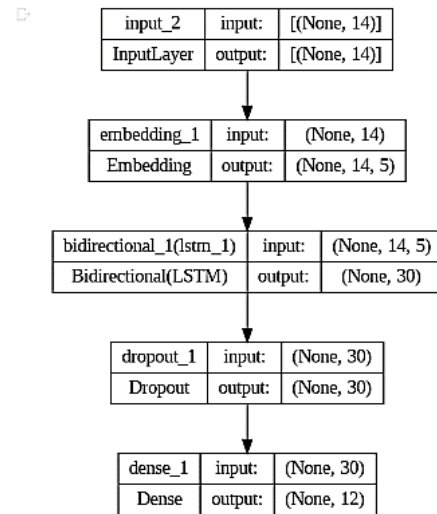 input_2 input: [(None, 14)]
InputLayer output: [(None, 14)]
embedding_1 input: (None, 14)
Embedding output: (None, 14, 5)
bidirectional_1(lstm_1) input: (None, 14, 5)
Bidirectional(LSTM) output: (None, 30)
dropout_1 input: (None, 30)
Dropout output: (None, 30)
dense_1 input: (None, 30)
Dense output: (None, 12)